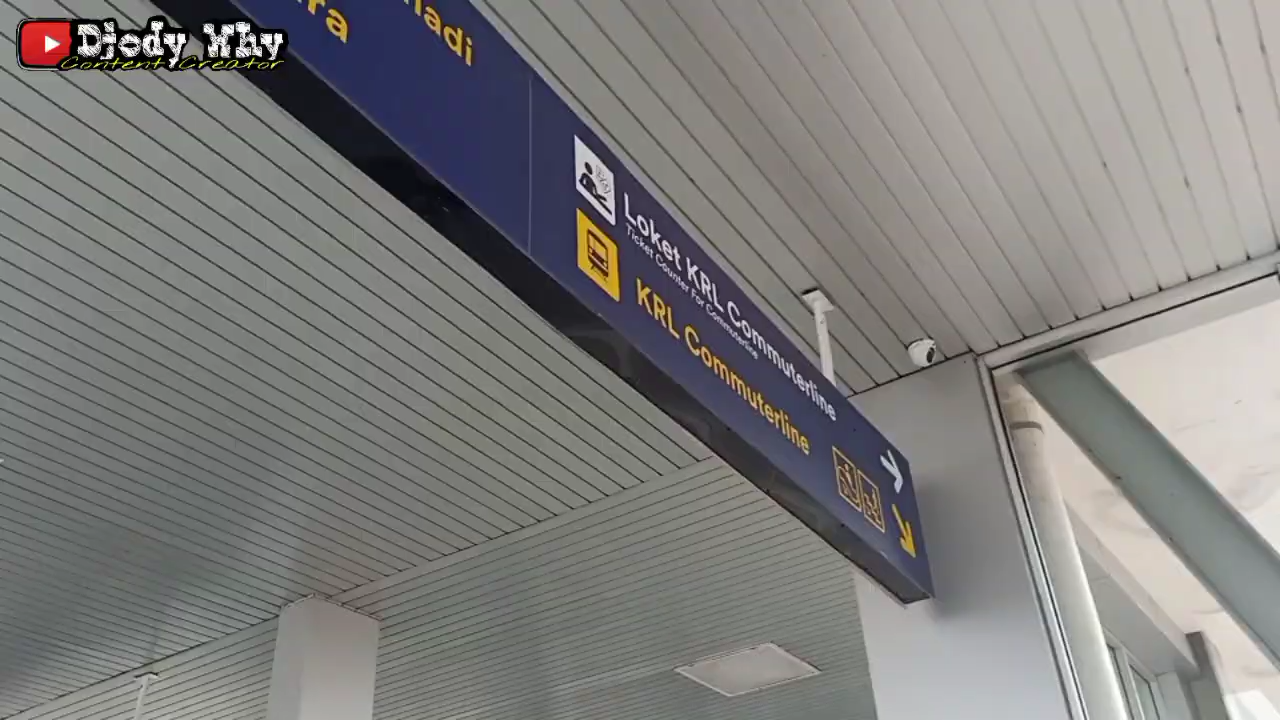 Djody Why
Content Creator
Loket KRL Commuterline
Ticket Counter For Commuterline
KRL Commuterline